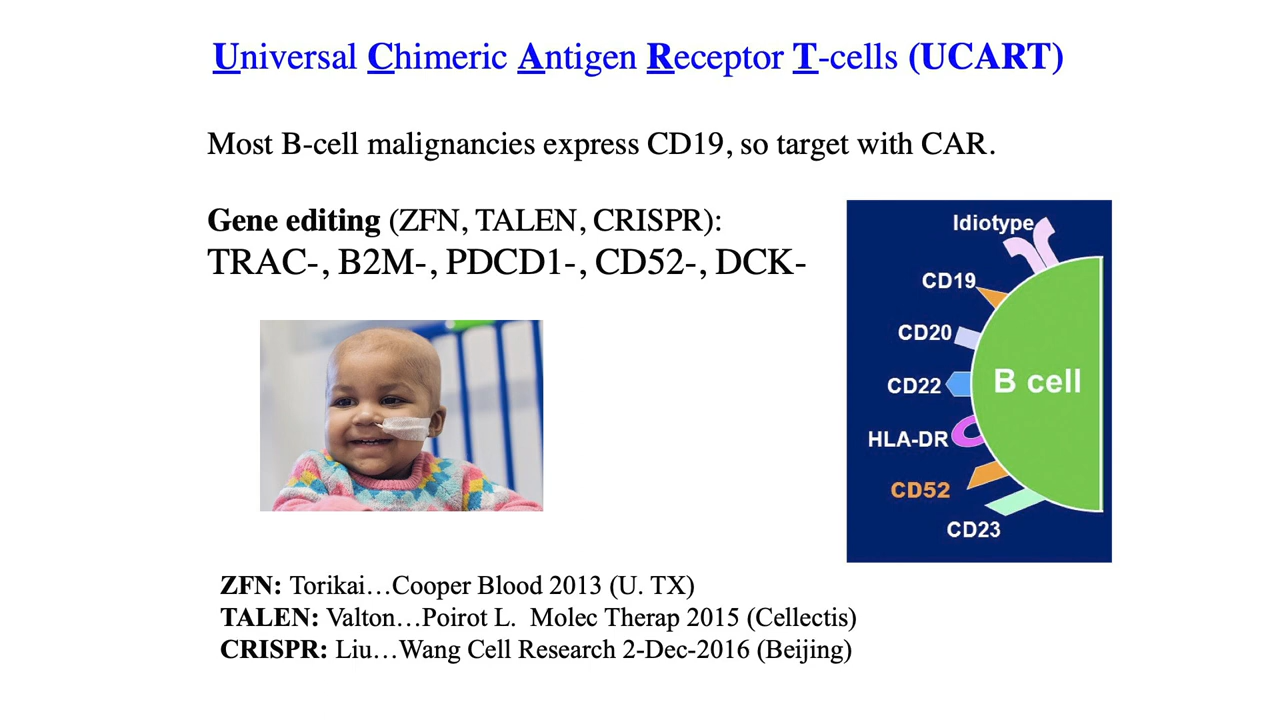 Universal Chimeric Antigen Receptor T-cells (UCART)
Most B-cell malignancies express CD19, so target with CAR.
Gene editing (ZFN, TALEN, CRISPR):
TRAC-, B2M-, PDCD1-, CD52-, DCK-
Idiotype
CD19
CD20
CD22
B cell
HLA-DR
CD52
CD23
ZFN: Torikai…Cooper Blood 2013 (U. TX)
TALEN: Valton…Poirot L. Molec Therap 2015 (Cellectis)
CRISPR: Liu…Wang Cell Research 2-Dec-2016 (Beijing)